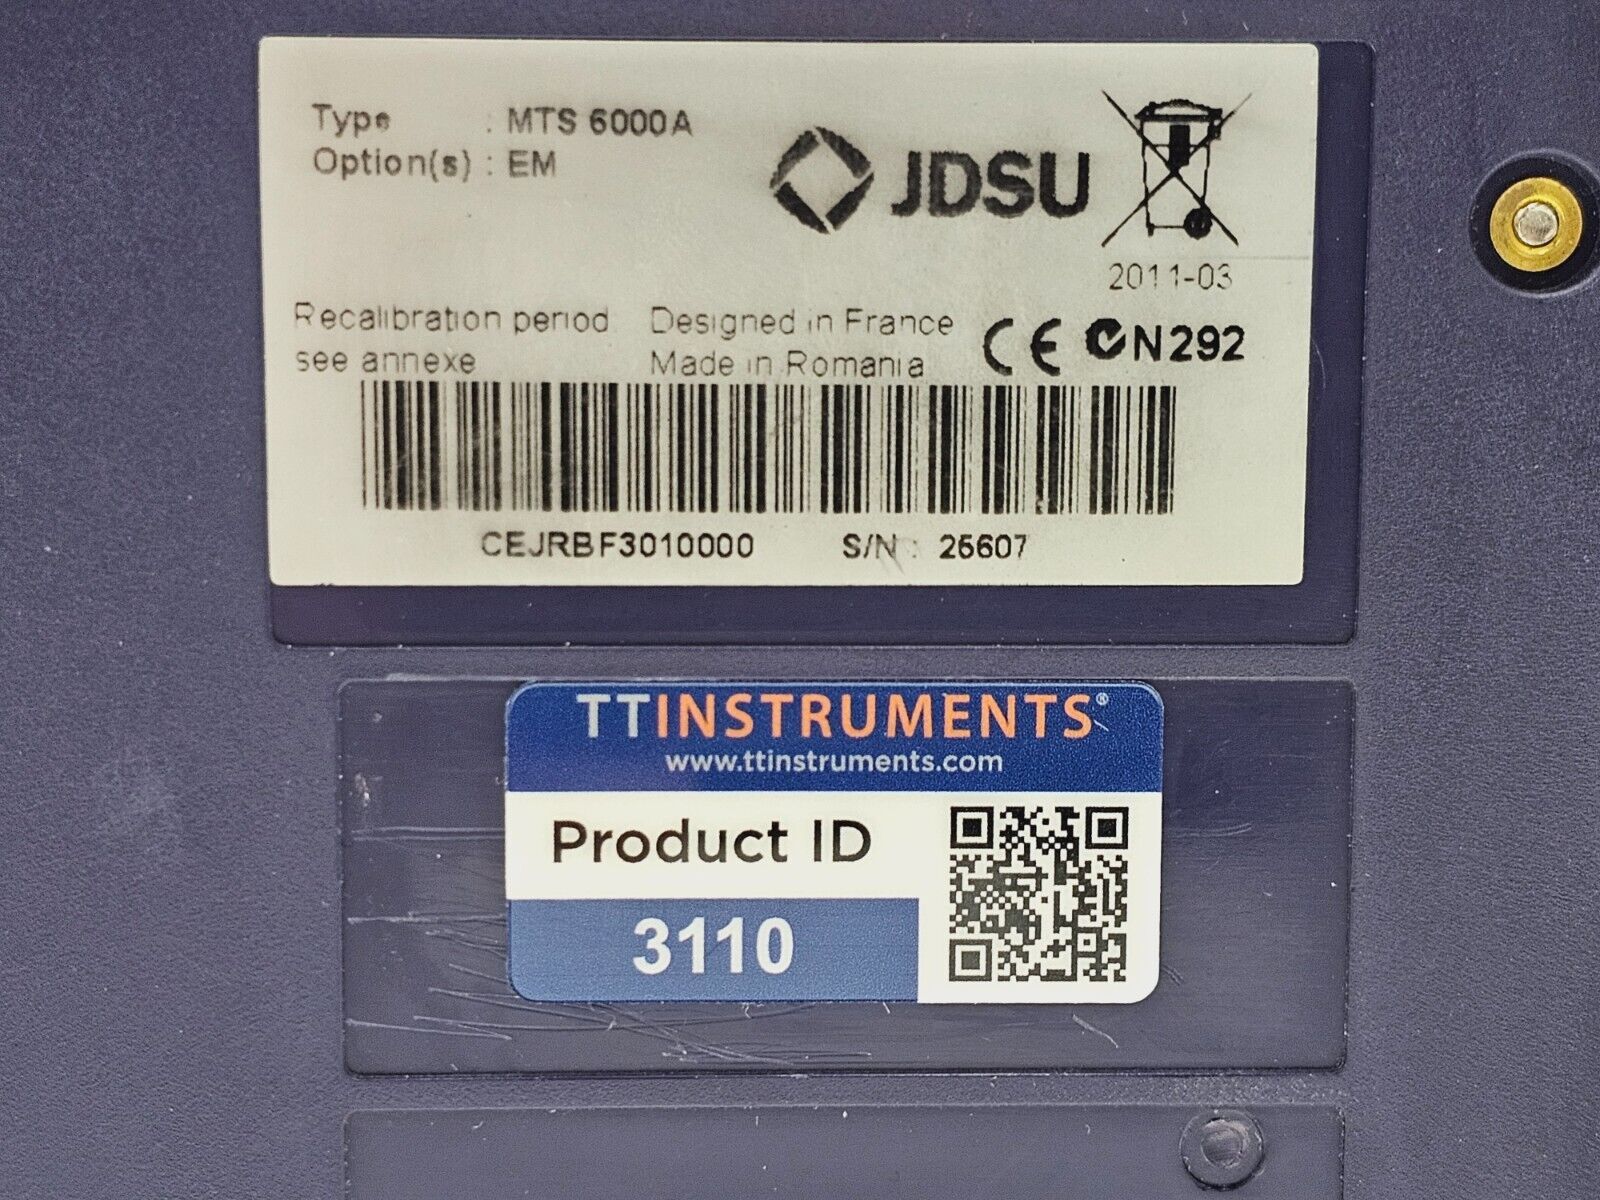 Type : MTS 6000A
Option(s) : EM
JDSU
2011-03
Recalibration period:
see annexe
Designed in France
Made in Romania
CE N292
CEJRBF3010000 S/N : 25607
TTINSTRUMENTS®
www.ttinstruments.com
Product ID
3110